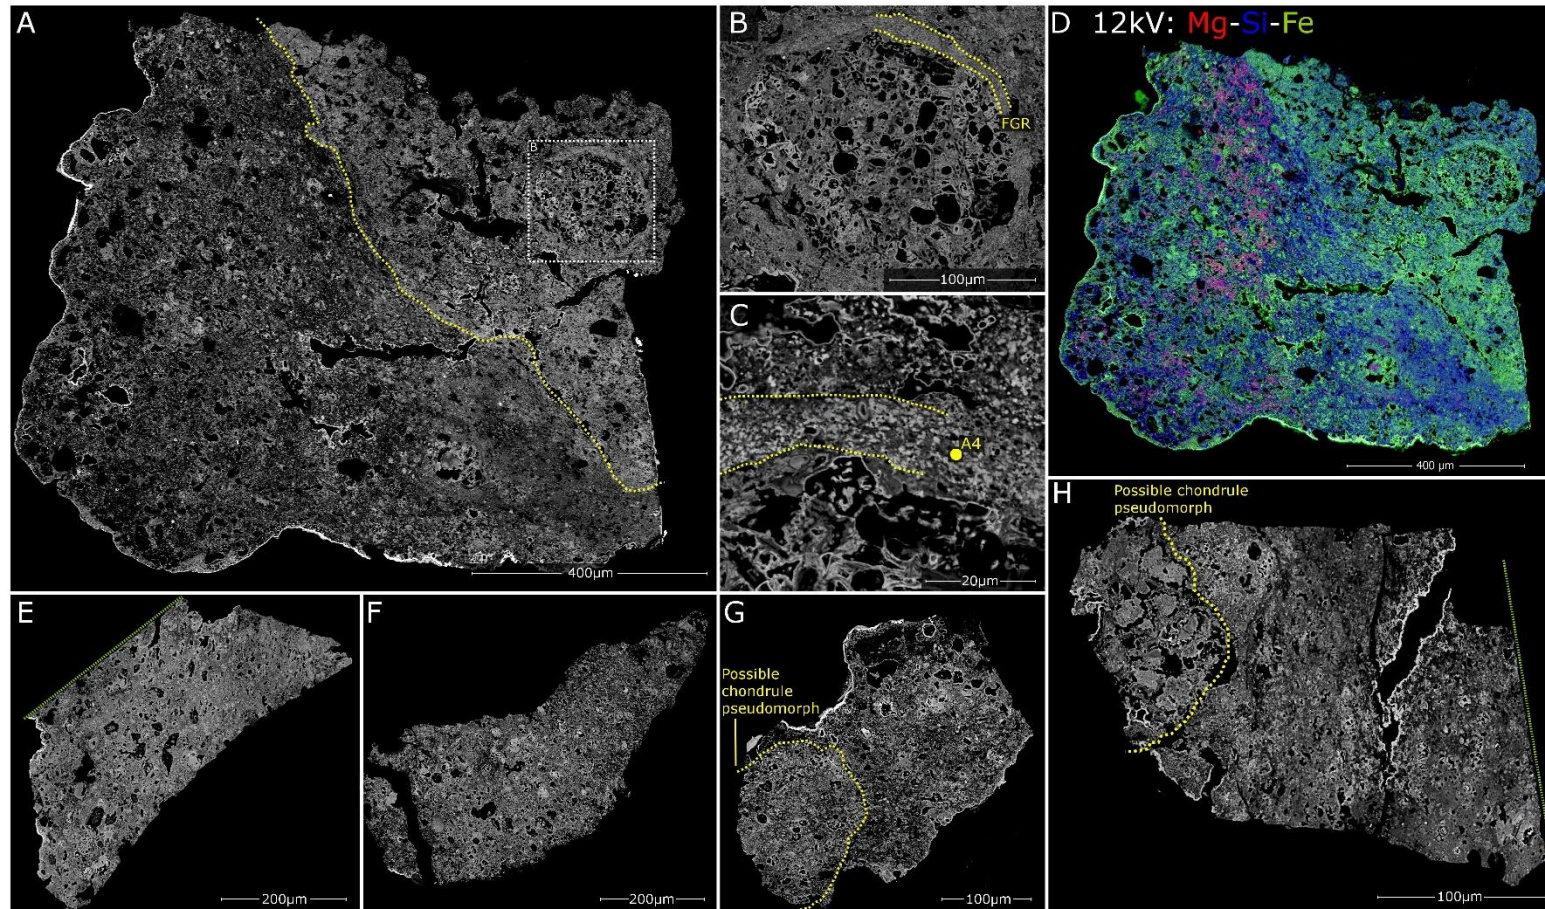 A
B
400µm
B
FGR
100µm
C
A4
20µm
D 12kV: Mg-Si-Fe
400 µm
E
200µm
F
200µm
G
Possible
chondrule
pseudomorph
100µm
H
Possible chondrule
pseudomorph
100µm